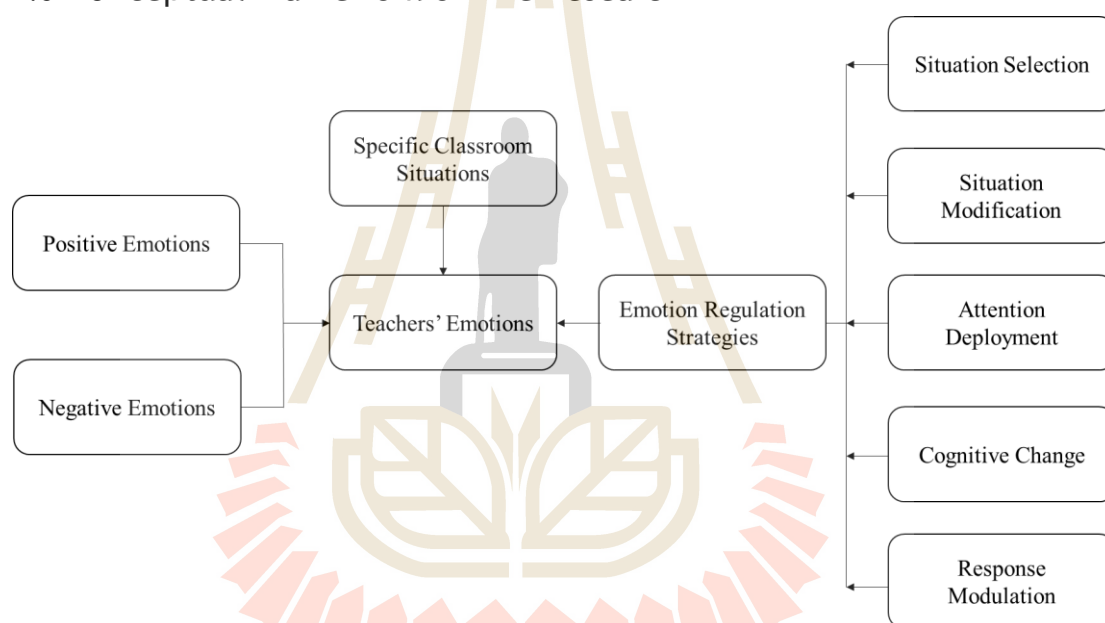 Specific Classroom
Situations
Positive Emotions
Negative Emotions
Teachers' Emotions
Emotion Regulation
Strategies
Situation Selection
Situation
Modification
Attention
Deployment
Cognitive Change
Response
Modulation